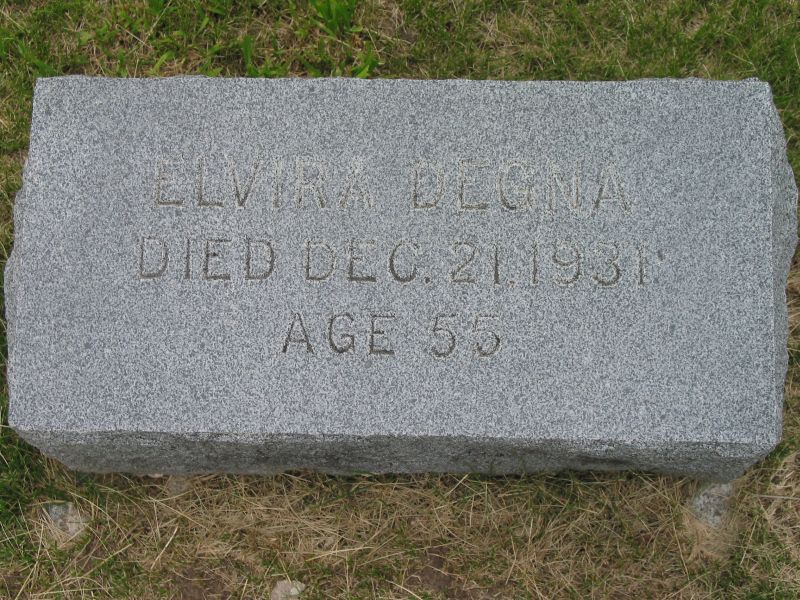 ELVIRA DEGNA
DIED DEC. 21, 1931
AGE 55